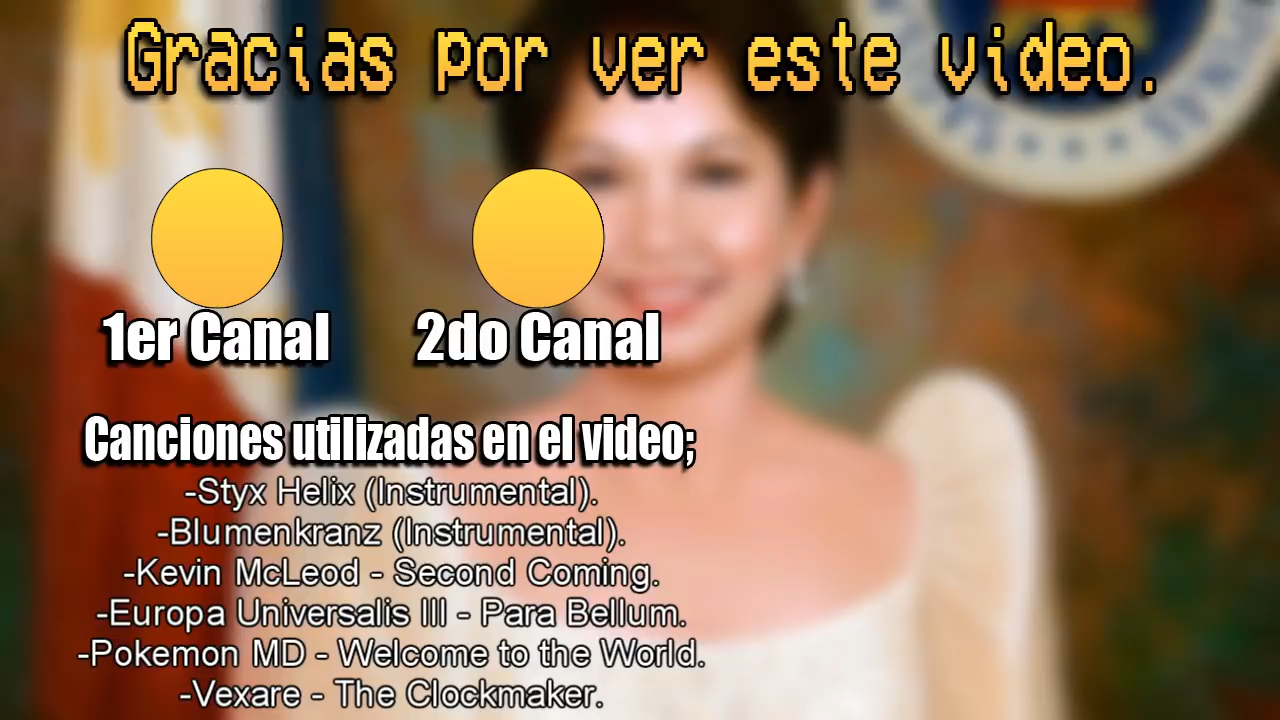 Gracias por ver este video.
1er Canal
2do Canal
Canciones utilizadas en el video;
-Styx Helix (Instrumental).
-Blumenkranz (Instrumental).
-Kevin McLeod - Second Coming.
-Europa Universalis III - Para Bellum.
-Pokemon MD - Welcome to the World.
-Vexare - The Clockmaker.